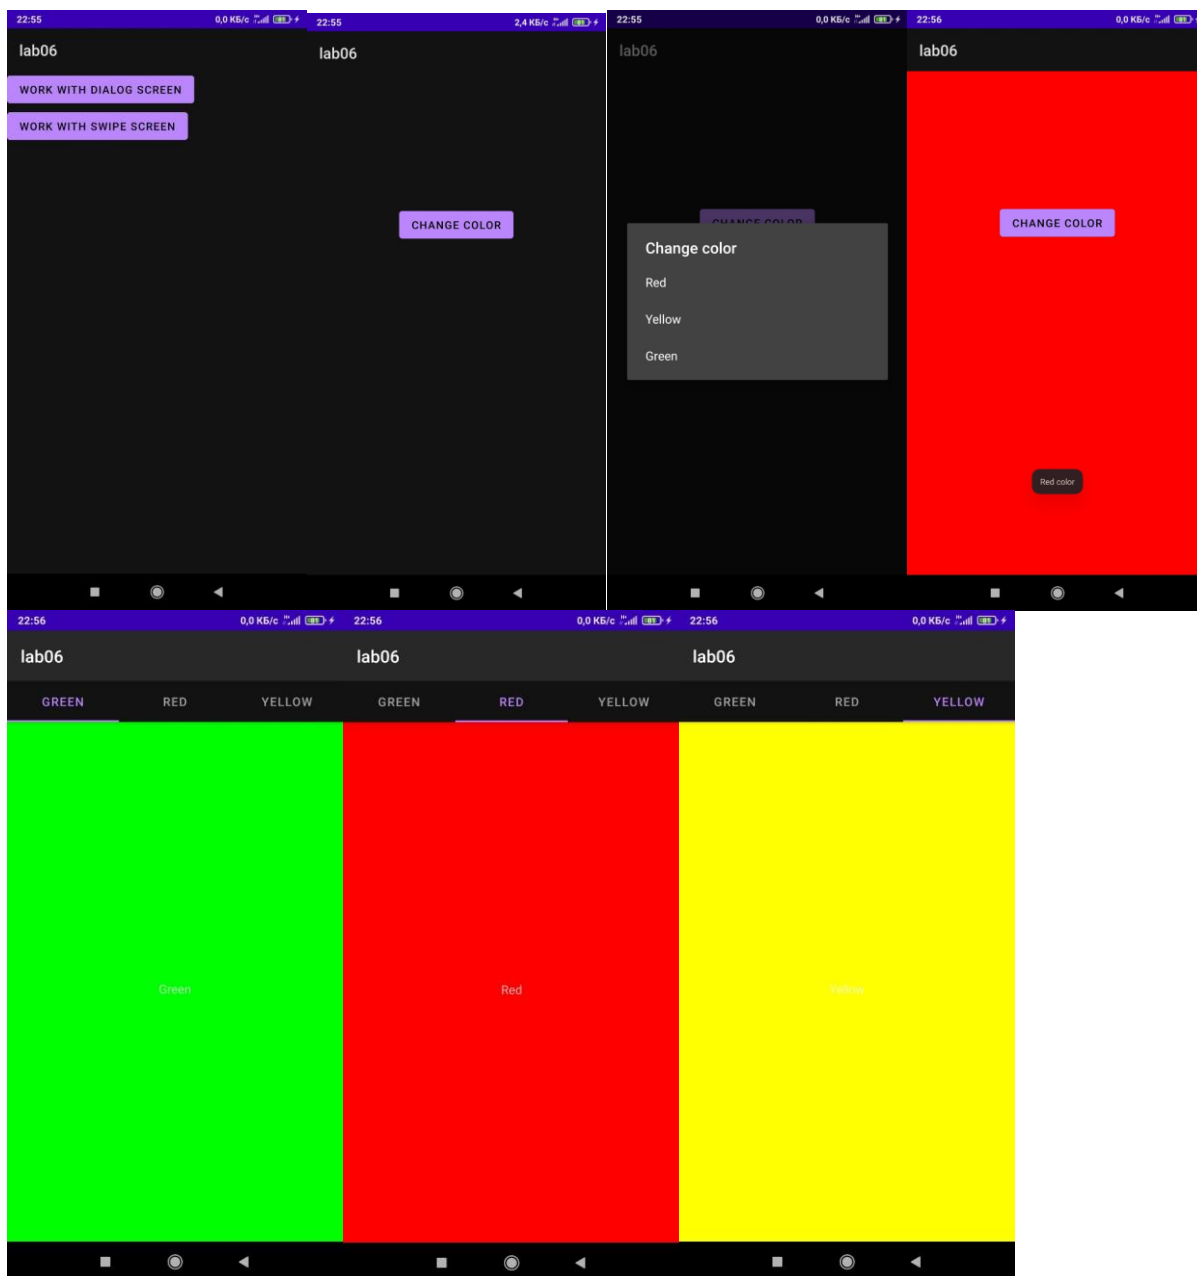 22:55 0,0 КБ/с
lab06
WORK WITH DIALOG SCREEN
WORK WITH SWIPE SCREEN
22:55 2,4 КБ/с
lab06
CHANGE COLOR
22:55 0,0 КБ/с
lab06
CHANGE COLOR
Change color
Red
Yellow
Green
22:56 0,0 КБ/с
lab06
CHANGE COLOR
Red color
22:56 0,0 КБ/с
lab06
GREEN RED YELLOW
Green
22:56 0,0 КБ/с
lab06
GREEN RED YELLOW
Red
22:56 0,0 КБ/с
lab06
GREEN RED YELLOW
Yellow